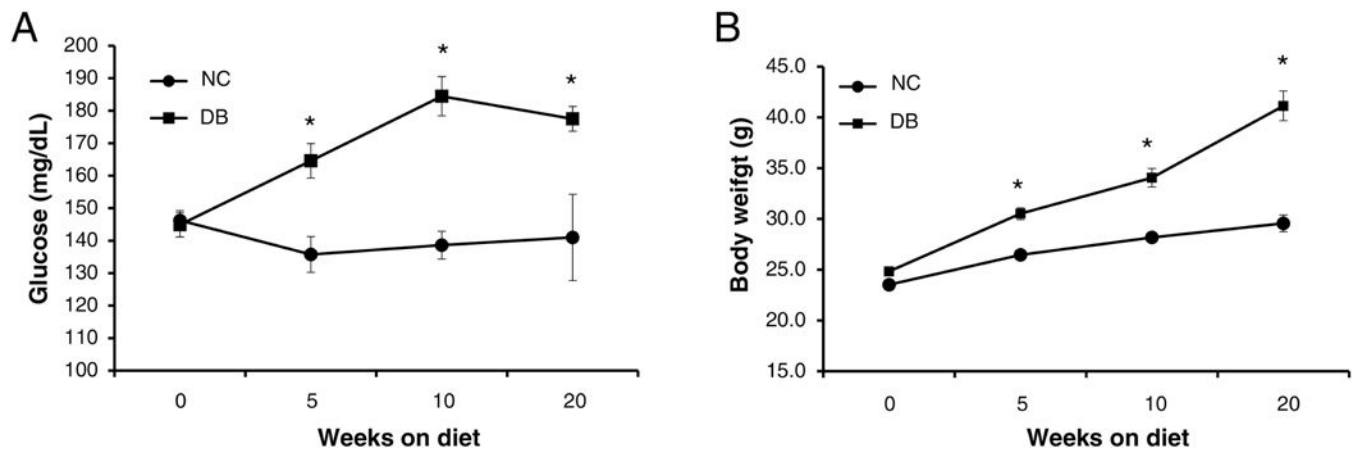 A
Glucose (mg/dL)
200
190
180
170
160
150
140
130
120
110
100
NC
DB
*
*
*
0 5 10 20
Weeks on diet
B
Body weifgt (g)
45.0
40.0
35.0
30.0
25.0
20.0
15.0
NC
DB
*
*
*
0 5 10 20
Weeks on diet